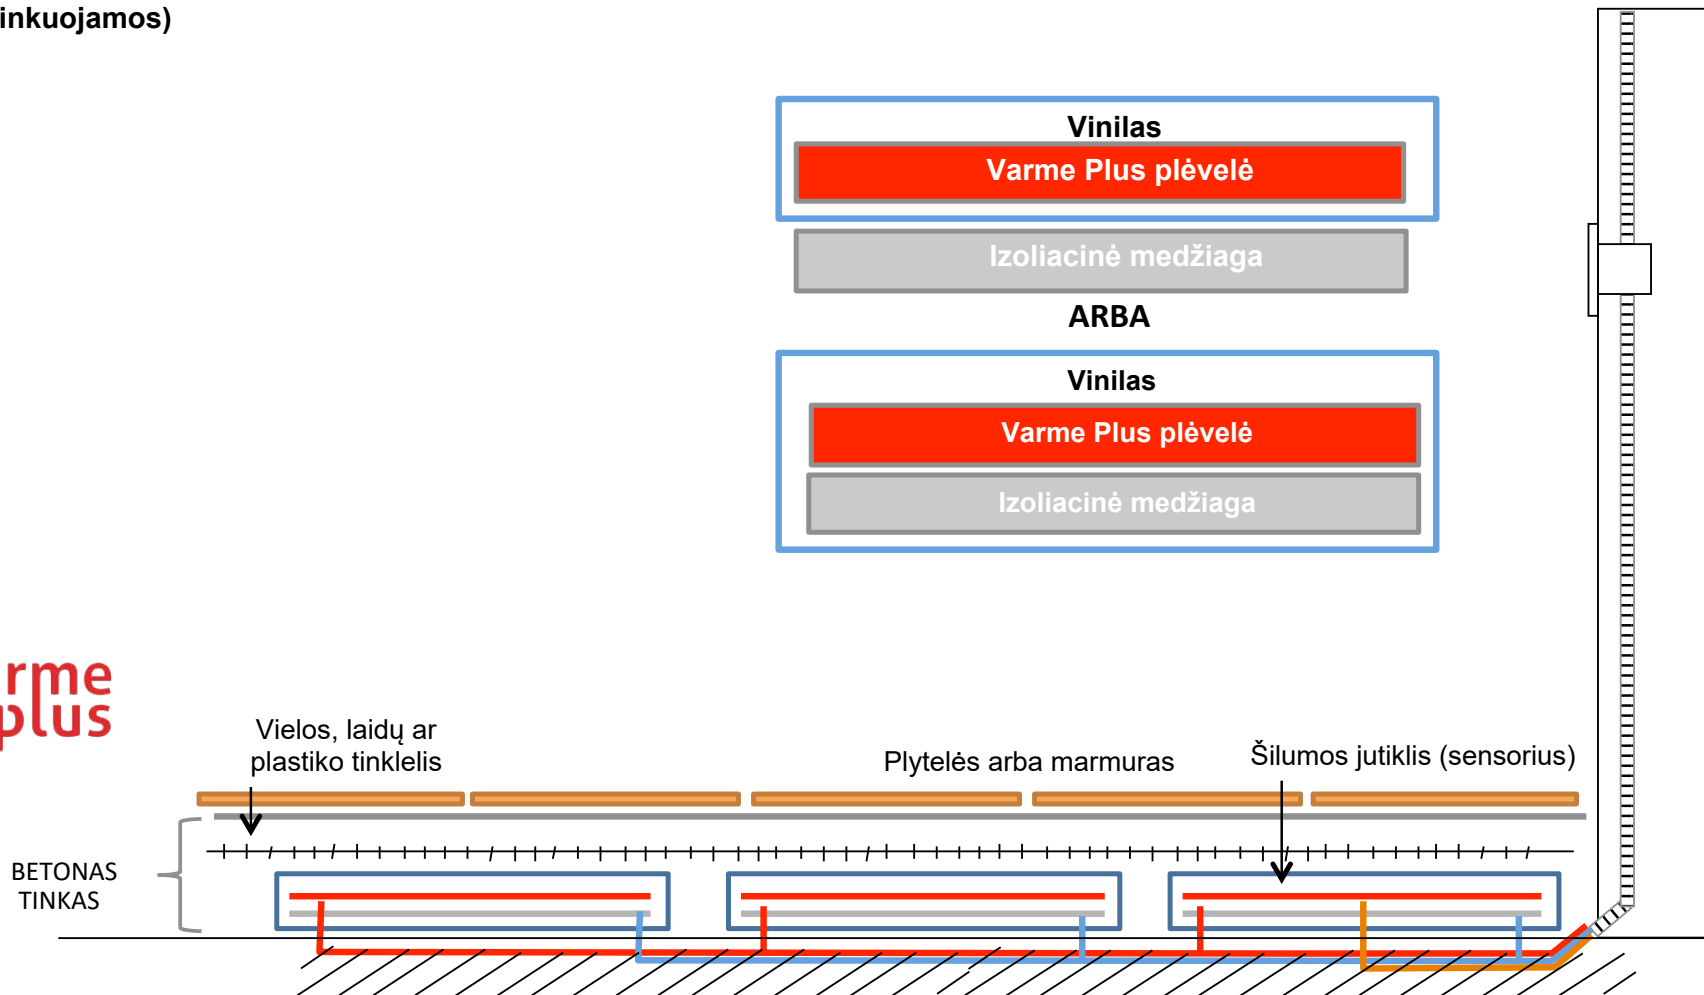 inkuojamos)
Vinilas
Varme Plus plėvelė
Izoliacinė medžiaga
ARBA
Vinilas
Varme Plus plėvelė
Izoliacinė medžiaga
rme
plus
Vielos, laidų ar
plastiko tinklelis
Plytelės arba marmuras
Šilumos jutiklis (sensorius)
BETONAS
TINKAS